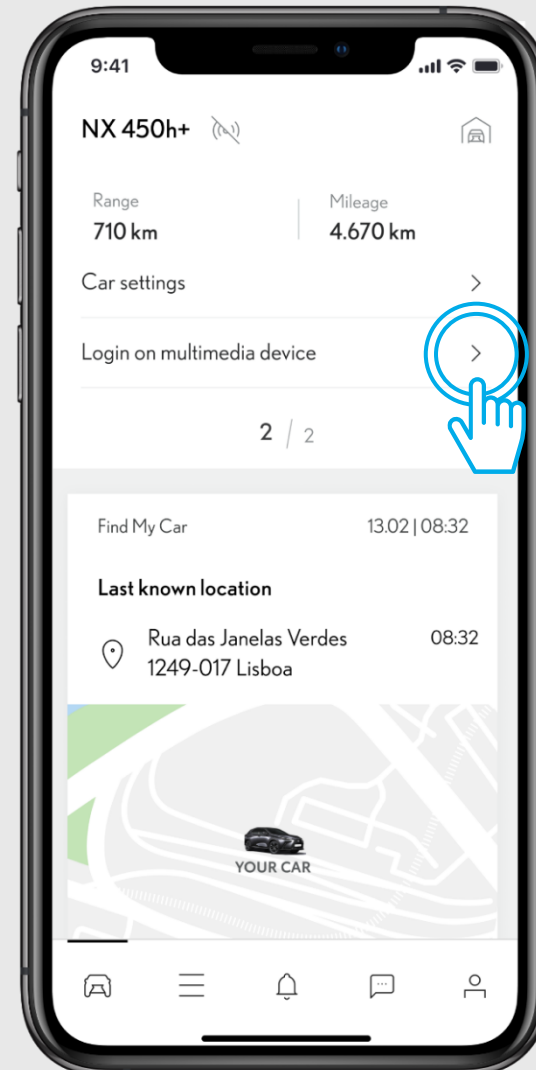 9:41
NX 450h+
Range
Mileage
710 km
4.670 km
Car settings
Login on multimedia device
2 / 2
Find My Car
13.02 | 08:32
Last known location
Rua das Janelas Verdes
08:32
1249-017 Lisboa
YOUR CAR